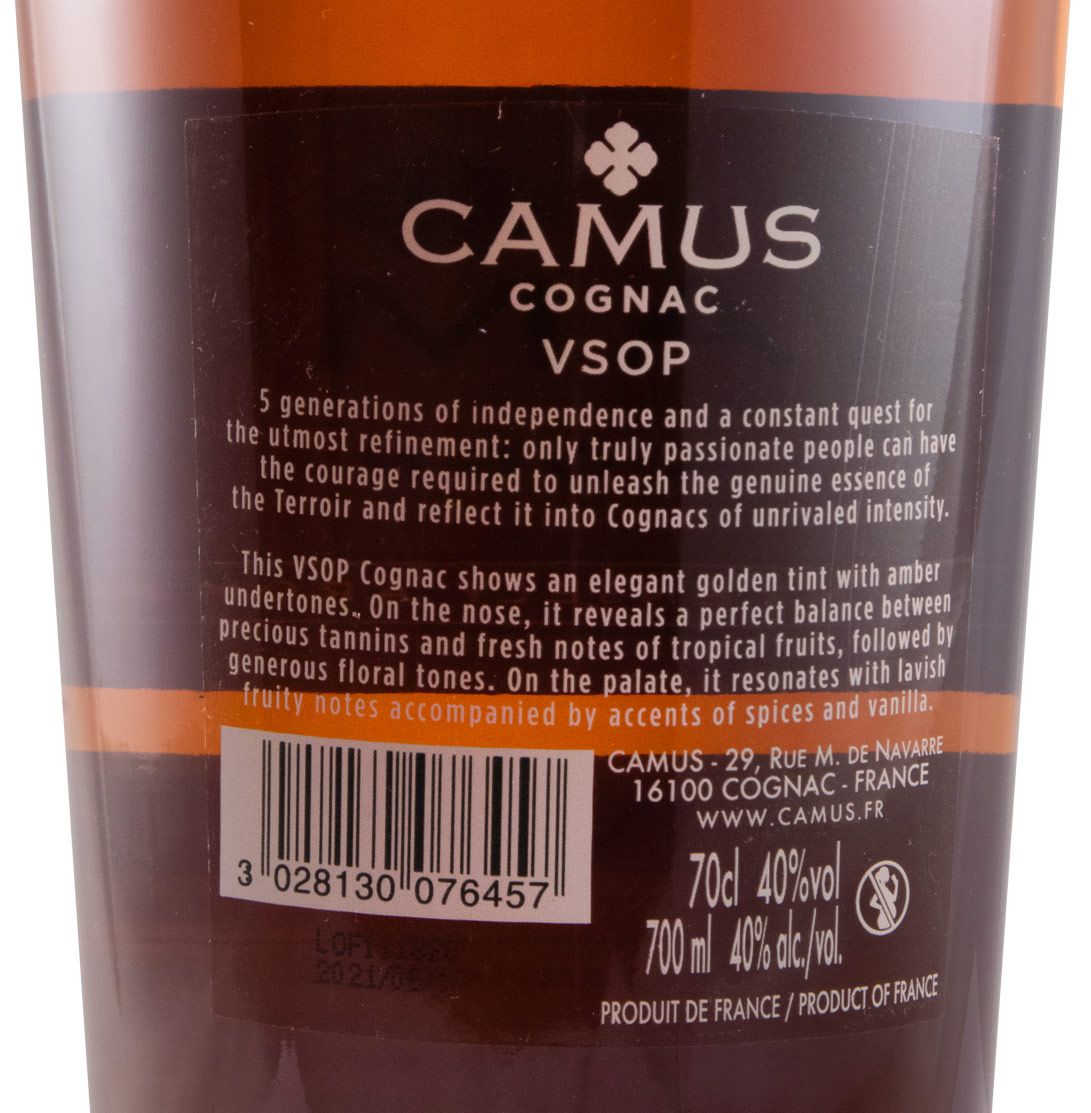 CAMUS
COGNAC
VSOP
5 generations of independence and a constant quest for
the utmost refinement: only truly passionate people can have
the courage required to unleash the genuine essence of
the Terroir and reflect it into Cognacs of unrivaled intensity.
This VSOP Cognac shows an elegant golden tint with amber
undertones. On the nose, it reveals a perfect balance between
precious tannins and fresh notes of tropical fruits, followed by
generous floral tones. On the palate, it resonates with lavish
fruity notes accompanied by accents of spices and vanilla.
CAMUS - 29, RUE M. DE NAVARRE
16100 COGNAC - FRANCE
WWW.CAMUS.FR
3 028130 076457
70cl 40%vol
700 ml 40% alc./vol.
PRODUIT DE FRANCE / PRODUCT OF FRANCE